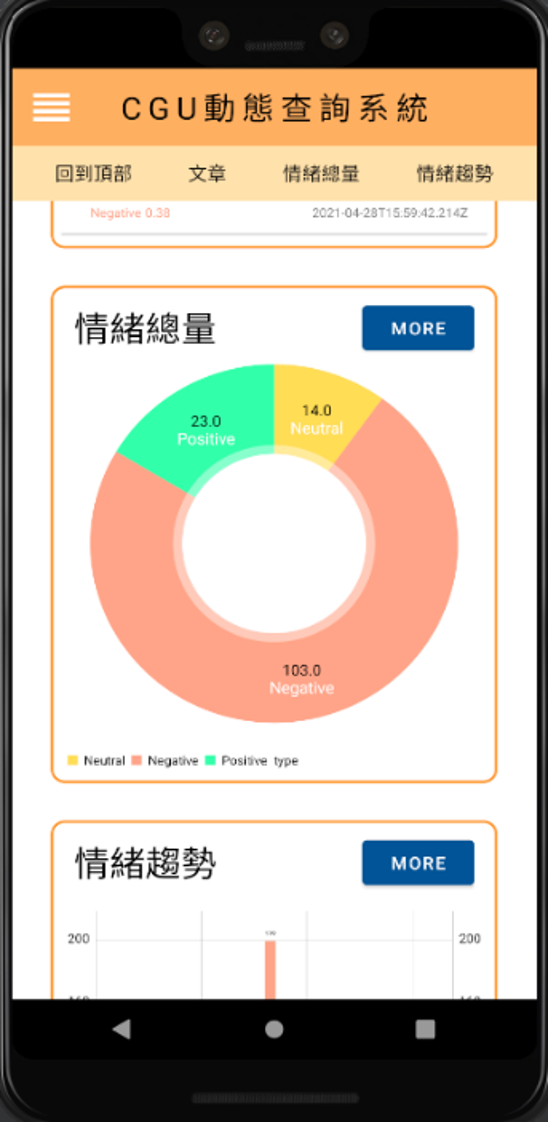 CGU動態查詢系統
回到頂部 文章 情緒總量 情緒趨勢
Negative 0.38 2021-04-28T15:59:42.214Z
情緒總量 MORE
14.0
Neutral
23.0
Positive
103.0
Negative
Neutral Negative Positive type
情緒趨勢 MORE
200 200